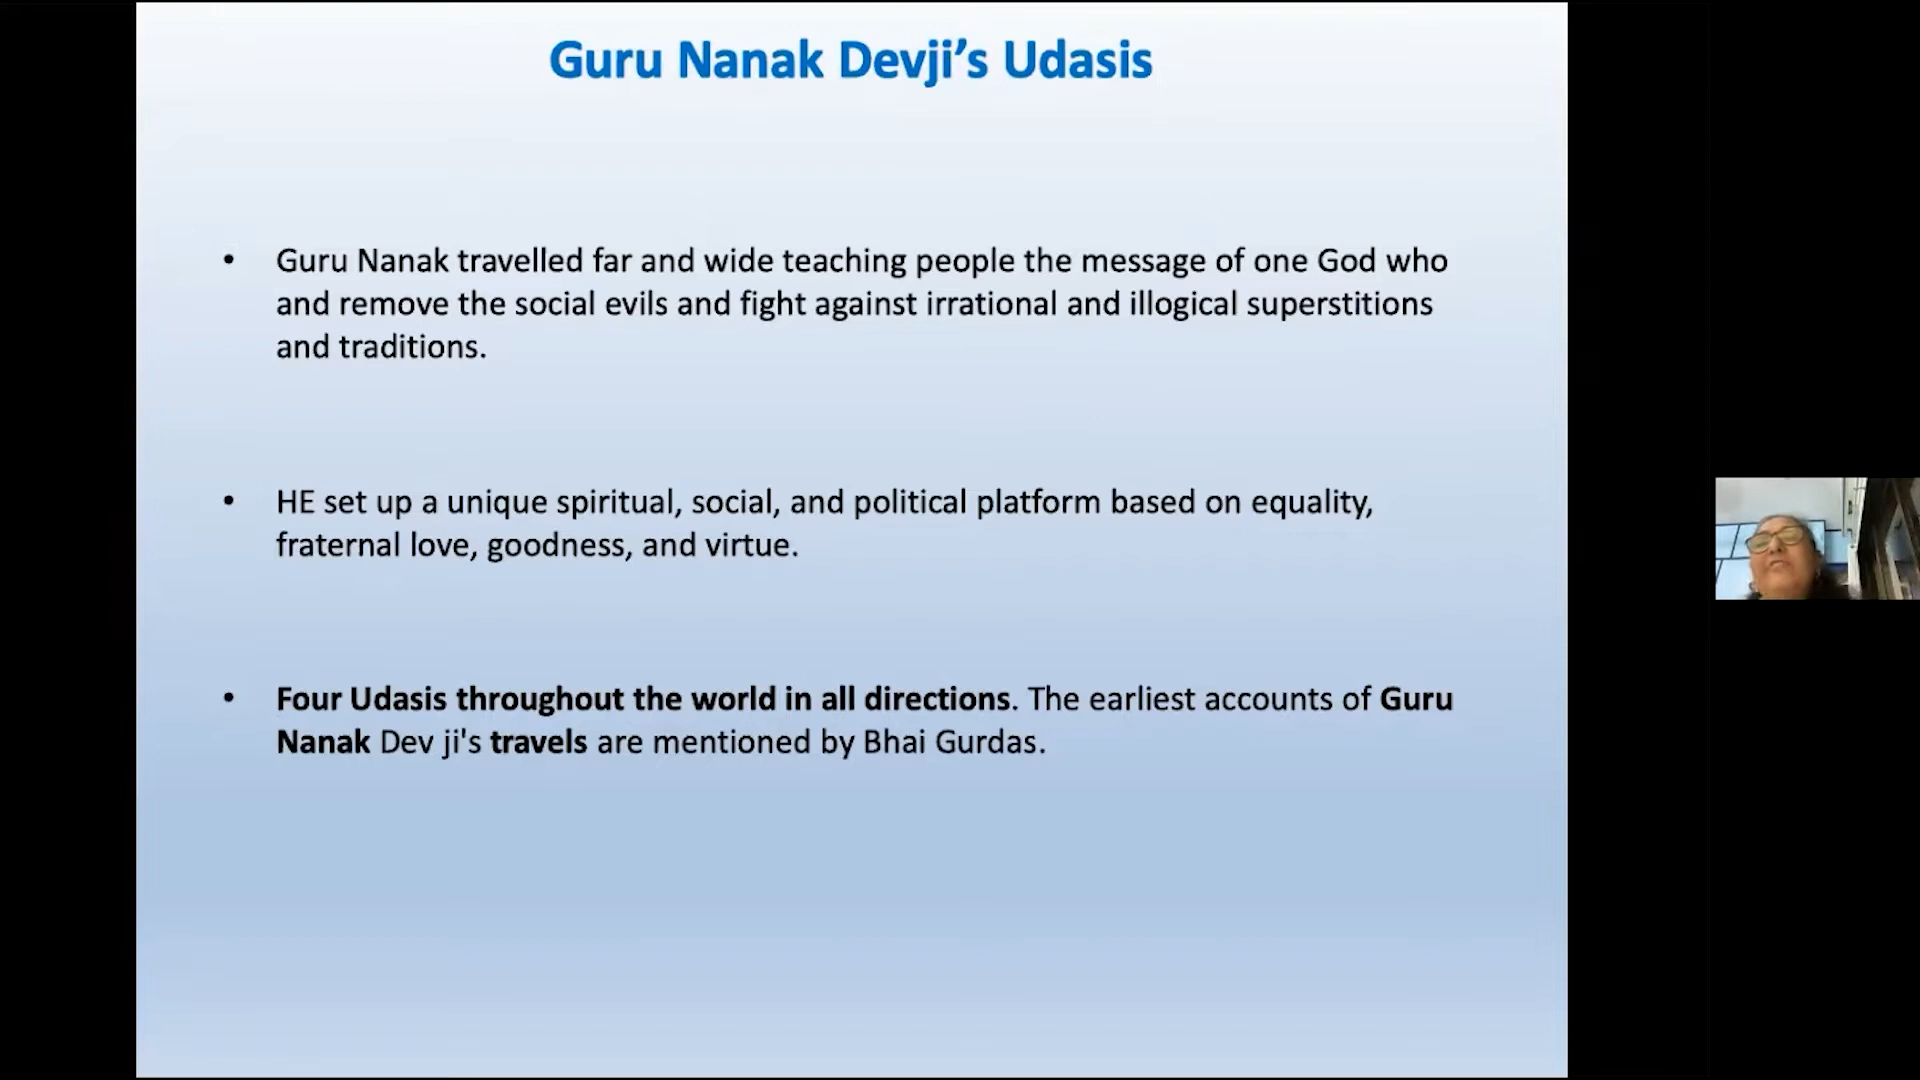 Guru Nanak Devji’s Udasis
• Guru Nanak travelled far and wide teaching people the message of one God who
and remove the social evils and fight against irrational and illogical superstitions
and traditions.
• HE set up a unique spiritual, social, and political platform based on equality,
fraternal love, goodness, and virtue.
• Four Udasis throughout the world in all directions. The earliest accounts of Guru
Nanak Dev ji's travels are mentioned by Bhai Gurdas.